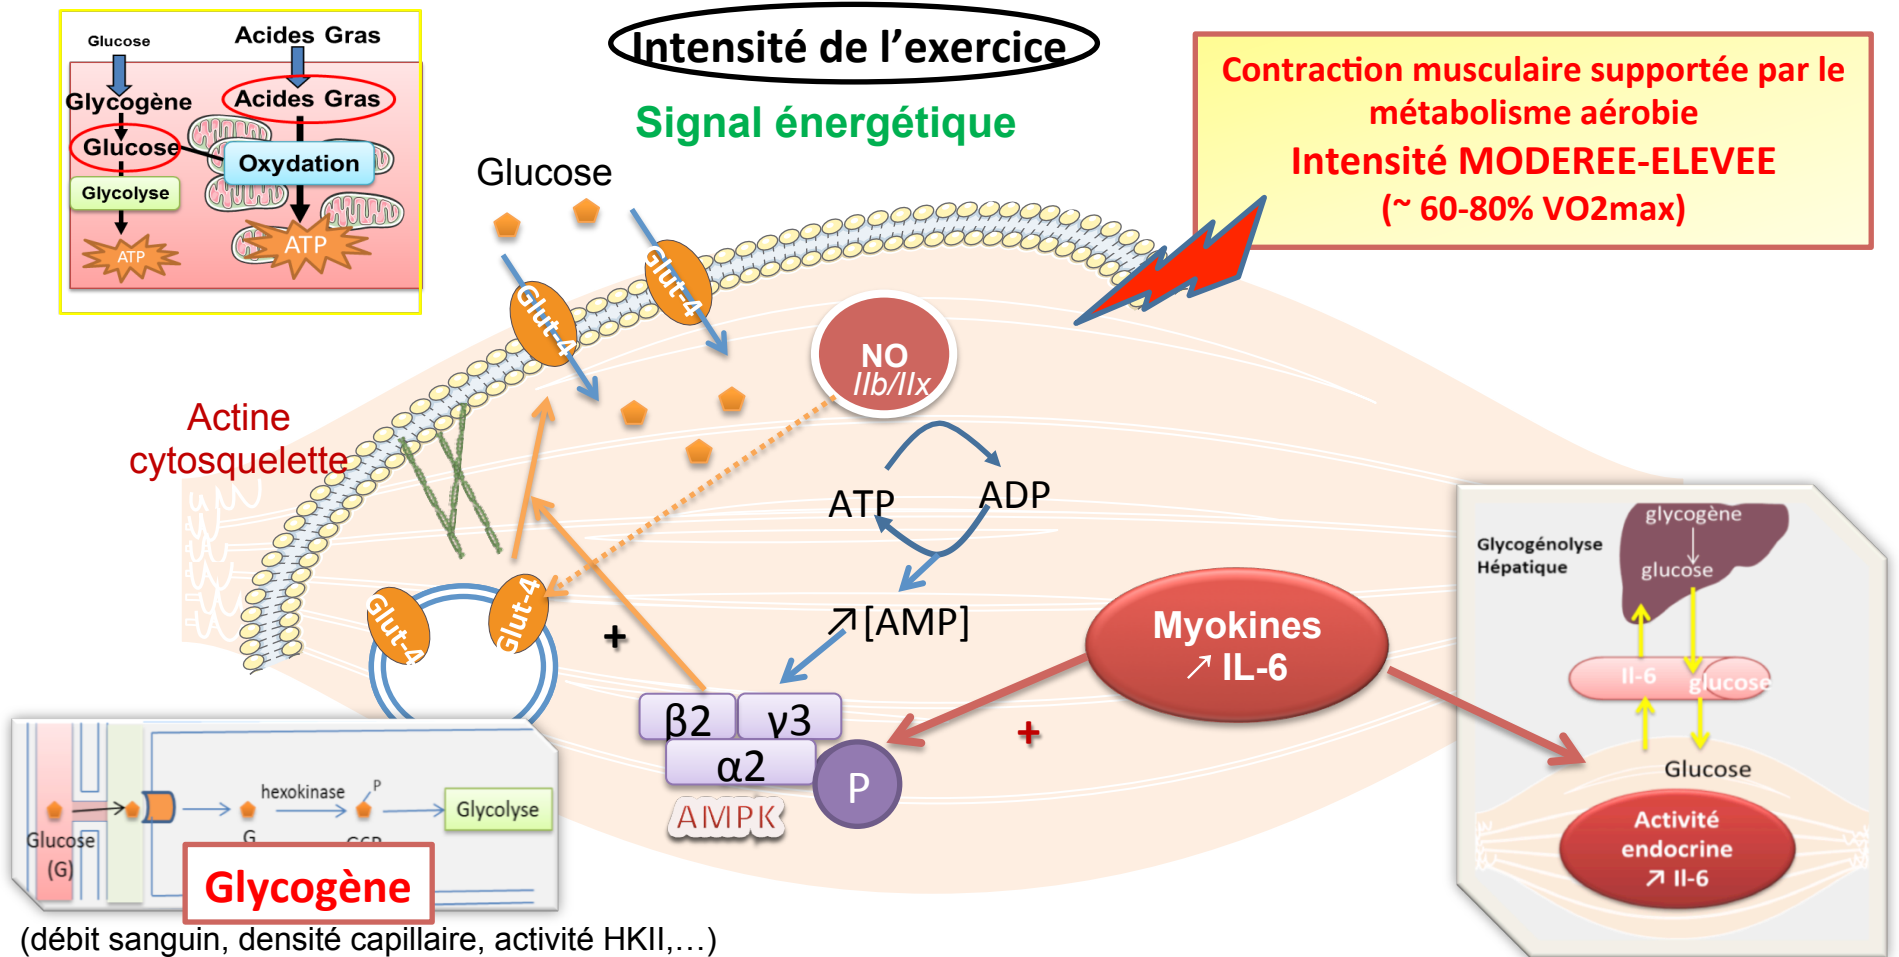 Intensité de l’exercice
Signal énergétique
Glucose
Acides Gras
Glycogène
Acides Gras
Glucose
Oxydation
Glycolyse
ATP
ATP
Contraction musculaire supportée par le
métabolisme aérobie
Intensité MODEREE-ELEVEE
(~ 60-80% VO2max)
Glucose
Glut-4
Glut-4
NO
IIb/IIx
Actine
cytosquelette
ATP
ADP
↗[AMP]
Glut-4
Glut-4
+
Myokines
↗ IL-6
+
β2
γ3
α2
P
AMPK
glycogène
Glycogénolyse
Hépatique
glucose
Il-6
glucose
Glucose
Activité
endocrine
↗ Il-6
hexokinase
P
Glycolyse
G
Glucose
(G)
Glycogène
(débit sanguin, densité capillaire, activité HKII,...)